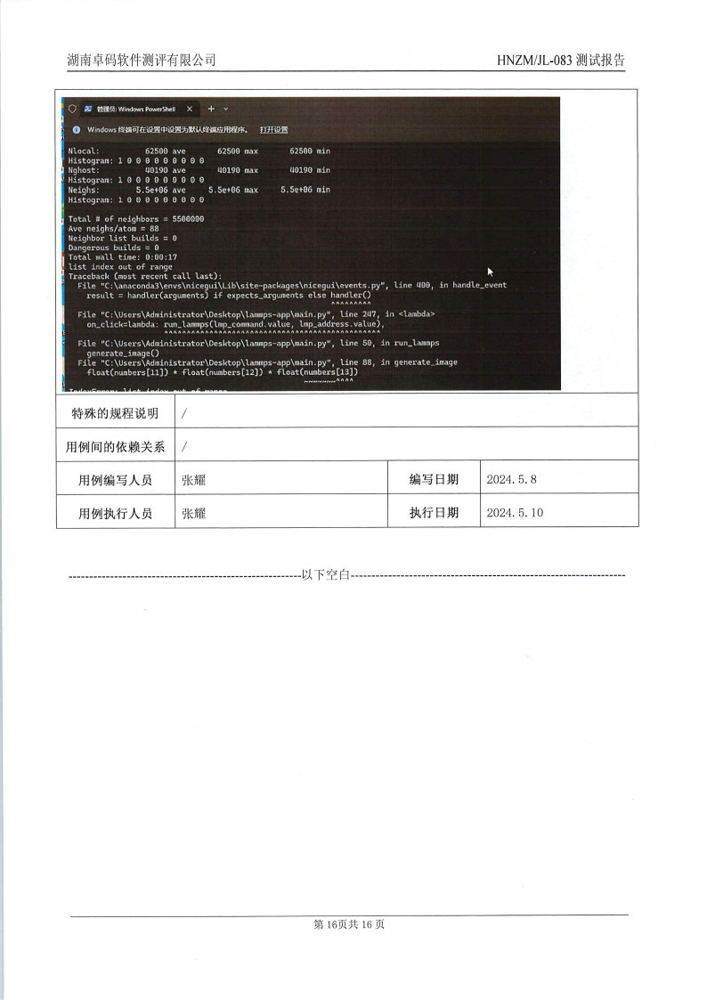 湖南卓码软件测评有限公司 HNZM/JL-083 测试报告
管理员: Windows PowerShell
Windows 终端可在设置中设置为默认终端应用程序。 打开设置
Nlocal: 62500 ave 62500 max 62500 min
Histogram: 1 0 0 0 0 0 0 0 0 0
Nghost: 40190 ave 40190 max 40190 min
Histogram: 1 0 0 0 0 0 0 0 0 0
Neighs: 5.5e+06 ave 5.5e+06 max 5.5e+06 min
Histogram: 1 0 0 0 0 0 0 0 0 0
Total # of neighbors = 5500000
Ave neighs/atom = 88
Neighbor list builds = 0
Dangerous builds = 0
Total wall time: 0:00:17
list index out of range
Traceback (most recent call last):
File "C:\anaconda3\envs\nicegui\Lib\site-packages\nicegui\events.py", line 400, in handle_event
result = handler(arguments) if expects_arguments else handler()
^^^^^^^^^
File "C:\Users\Administrator\Desktop\lammps-app\main.py", line 247, in <lambda>
on_click=lambda: run_lammps(lmp_command.value, lmp_address.value),
^^^^^^^^^^^^^^^^^^^^^^^^^^^^^^^^^^^^^^^^^^^^^^^^
File "C:\Users\Administrator\Desktop\lammps-app\main.py", line 50, in run_lammps
generate_image()
File "C:\Users\Administrator\Desktop\lammps-app\main.py", line 88, in generate_image
float(numbers[11]) * float(numbers[12]) * float(numbers[13])
~~~~~~~^^^^
IndexError: list index out of range
特殊的规程说明 /
用例间的依赖关系 /
用例编写人员 张耀 编写日期 2024.5.8
用例执行人员 张耀 执行日期 2024.5.10
以下空白
第 16页共 16 页